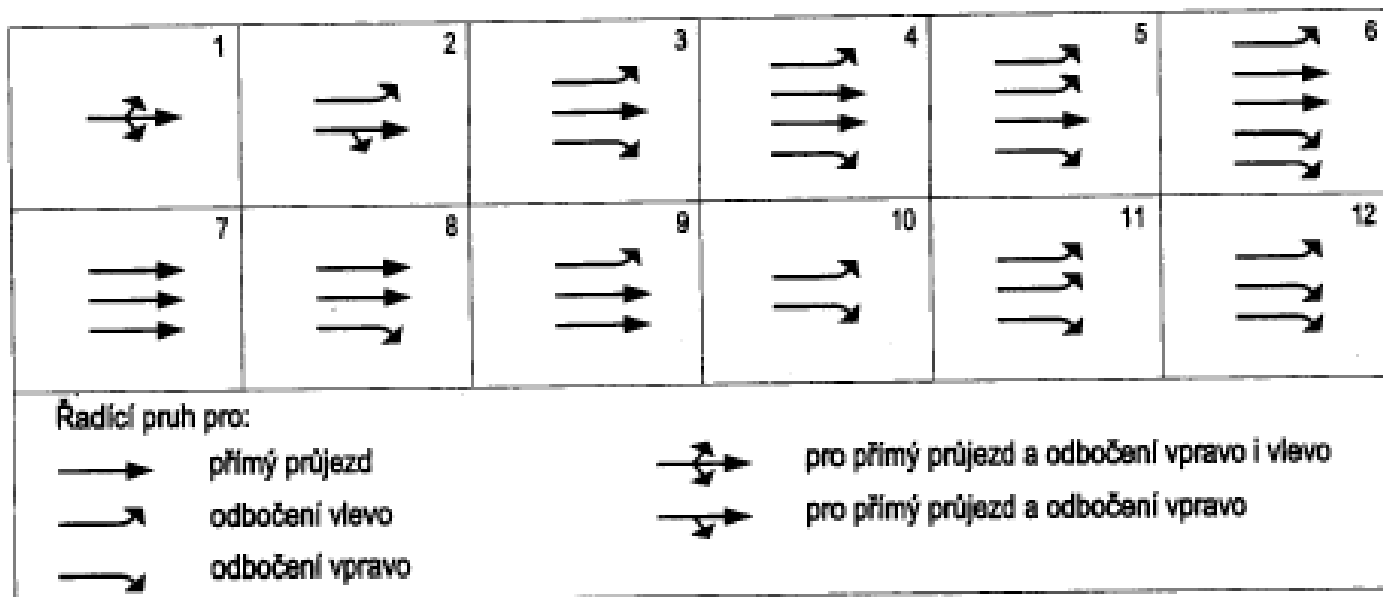 1 2 3 4 5 6
7 8 9 10 11 12
Řadící pruh pro:
přímý průjezd
odbočení vlevo
odbočení vpravo
pro přímý průjezd a odbočení vpravo i vlevo
pro přímý průjezd a odbočení vpravo